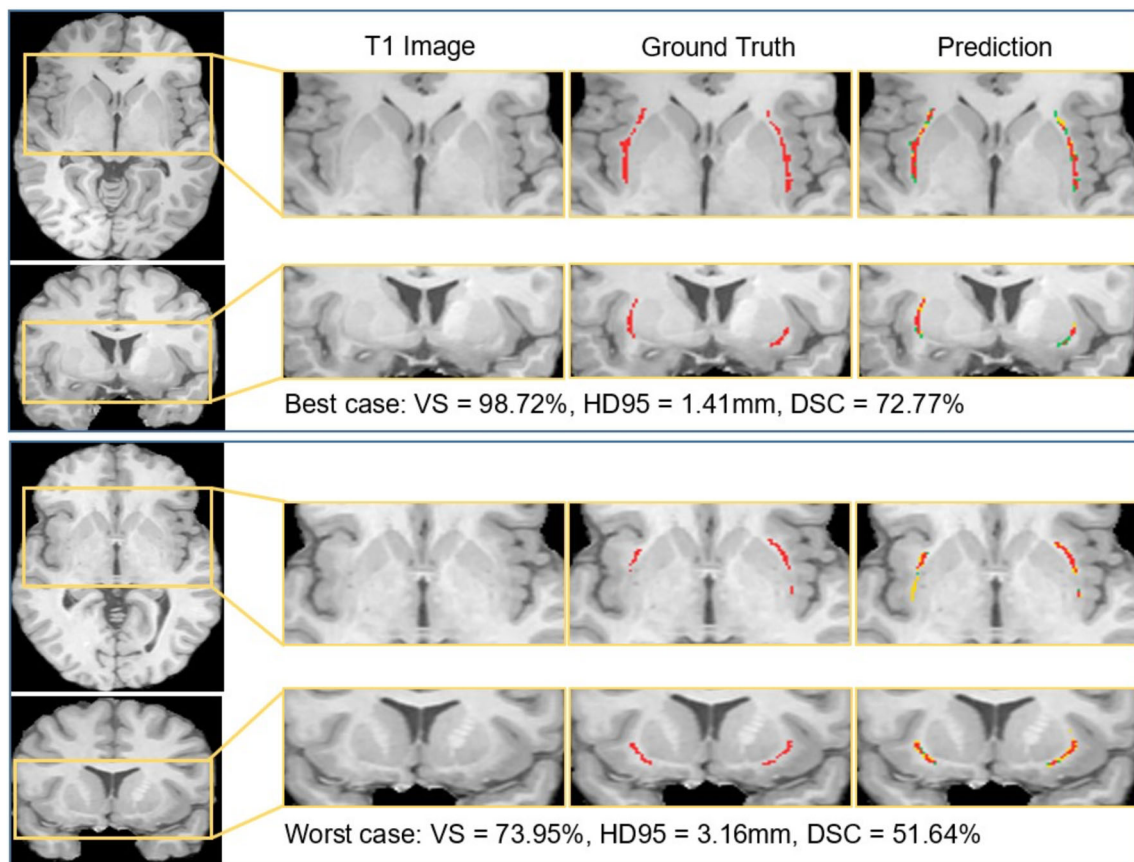 T1 Image
Ground Truth
Prediction
Best case: VS = 98.72%, HD95 = 1.41mm, DSC = 72.77%
Worst case: VS = 73.95%, HD95 = 3.16mm, DSC = 51.64%